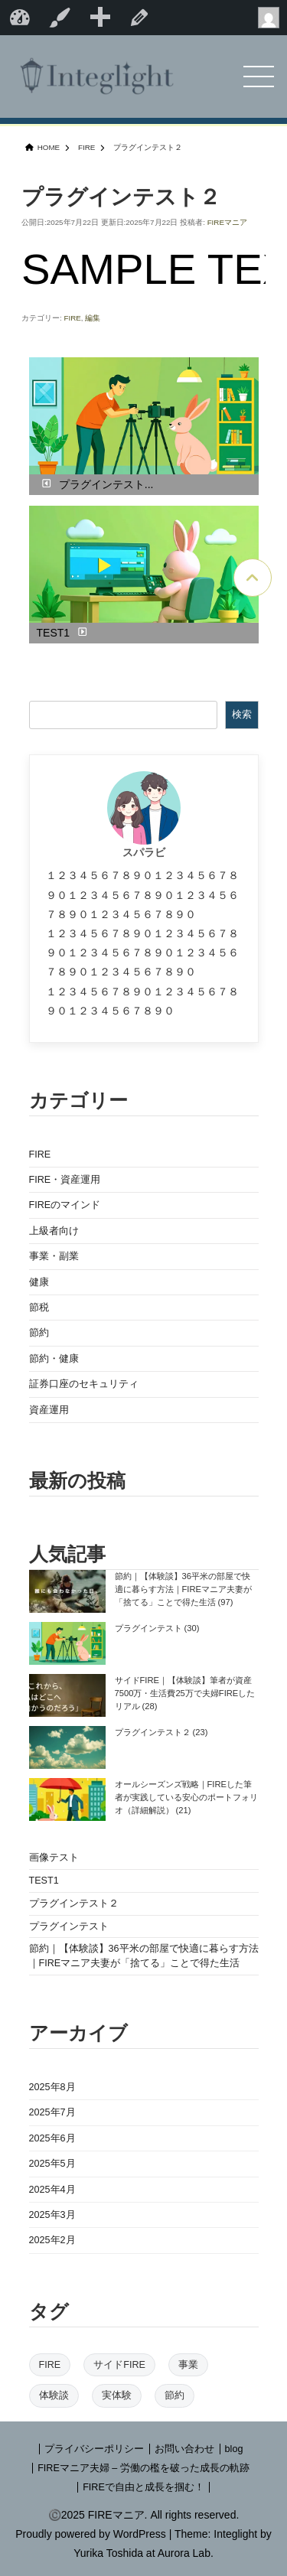 Integlight
HOME > FIRE > プラグインテスト２
プラグインテスト２
公開日:2025年7月22日 更新日:2025年7月22日 投稿者: FIREマニア
SAMPLE TE
カテゴリー: FIRE, 編集
プラグインテスト...
TEST1
検索
スパラビ
１２３４５６７８９０１２３４５６７８
９０１２３４５６７８９０１２３４５６
７８９０１２３４５６７８９０
１２３４５６７８９０１２３４５６７８
９０１２３４５６７８９０１２３４５６
７８９０１２３４５６７８９０
１２３４５６７８９０１２３４５６７８
９０１２３４５６７８９０
カテゴリー
FIRE
FIRE・資産運用
FIREのマインド
上級者向け
事業・副業
健康
節税
節約
節約・健康
証券口座のセキュリティ
資産運用
最新の投稿
人気記事
節約｜【体験談】36平米の部屋で快
適に暮らす方法｜FIREマニア夫妻が
「捨てる」ことで得た生活 (97)
プラグインテスト (30)
サイドFIRE｜【体験談】筆者が資産
7500万・生活費25万で夫婦FIREした
リアル (28)
プラグインテスト２ (23)
オールシーズンズ戦略｜FIREした筆
者が実践している安心のポートフォリ
オ（詳細解説） (21)
画像テスト
TEST1
プラグインテスト２
プラグインテスト
節約｜【体験談】36平米の部屋で快適に暮らす方法
｜FIREマニア夫妻が「捨てる」ことで得た生活
アーカイブ
2025年8月
2025年7月
2025年6月
2025年5月
2025年4月
2025年3月
2025年2月
タグ
FIRE サイドFIRE 事業
体験談 実体験 節約
｜プライバシーポリシー｜お問い合わせ｜blog
｜FIREマニア夫婦 – 労働の檻を破った成長の軌跡
｜FIREで自由と成長を掴む！｜
©2025 FIREマニア. All rights reserved.
Proudly powered by WordPress | Theme: Integlight by
Yurika Toshida at Aurora Lab.